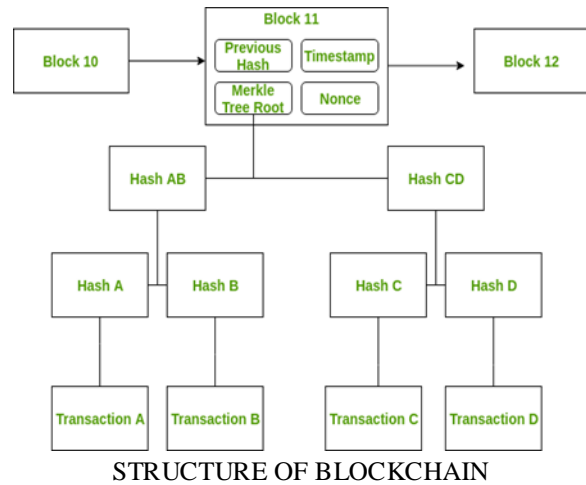 Block 11
Block 10
Previous
Hash
Timestamp
Block 12
Merkle
Tree Root
Nonce
Hash AB
Hash CD
Hash A
Hash B
Hash C
Hash D
Transaction A
Transaction B
Transaction C
Transaction D
STRUCTURE OF BLOCKCHAIN